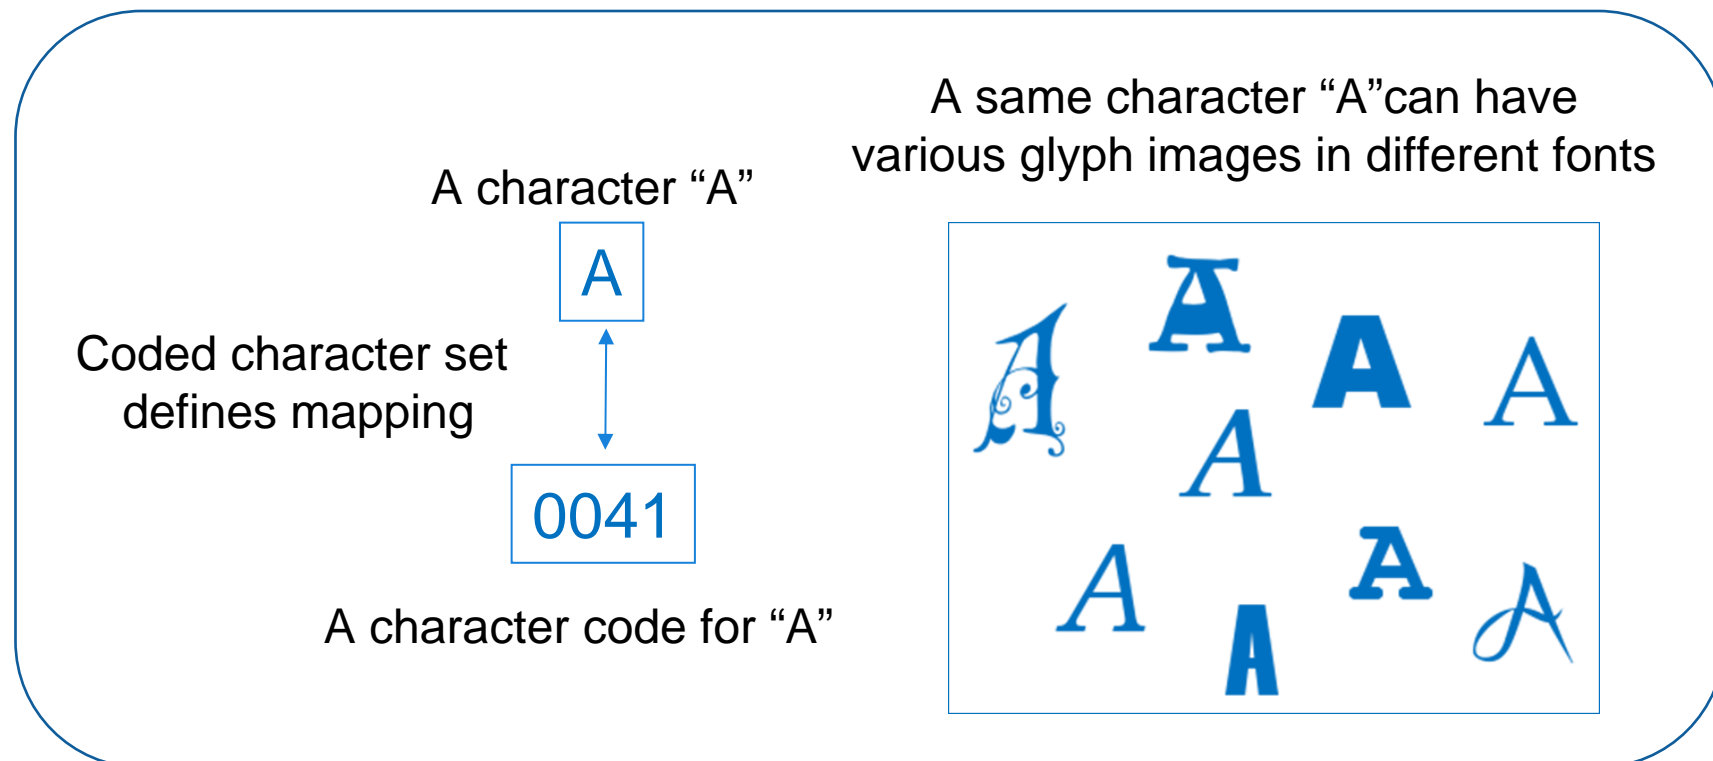 A character “A”
A
Coded character set
defines mapping
0041
A character code for “A”
A same character “A”can have
various glyph images in different fonts
A
A
A
A
A
A
A
A
A